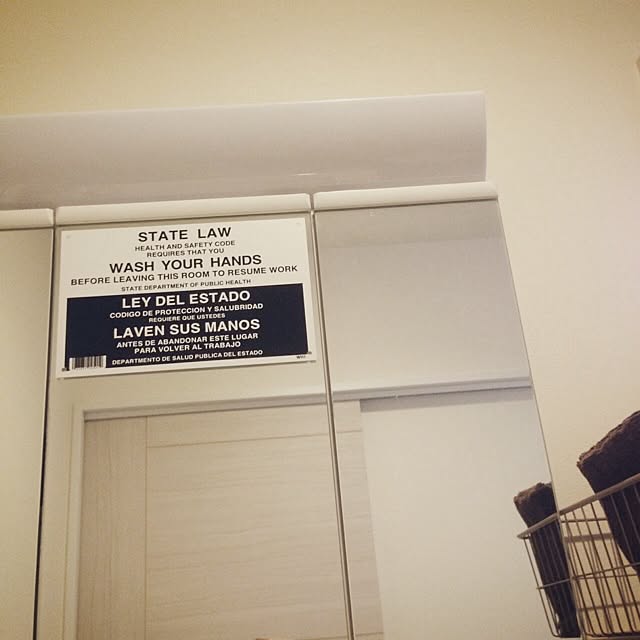 STATE LAW
HEALTH AND SAFETY CODE
REQUIRES THAT YOU
WASH YOUR HANDS
BEFORE LEAVING THIS ROOM TO RESUME WORK
STATE DEPARTMENT OF PUBLIC HEALTH
LEY DEL ESTADO
CODIGO DE PROTECCION Y SALUBRIDAD
REQUIERE QUE USTEDES
LAVEN SUS MANOS
ANTES DE ABANDONAR ESTE LUGAR
PARA VOLVER AL TRABAJO
DEPARTMENTO DE SALUD PUBLICA DEL ESTADO